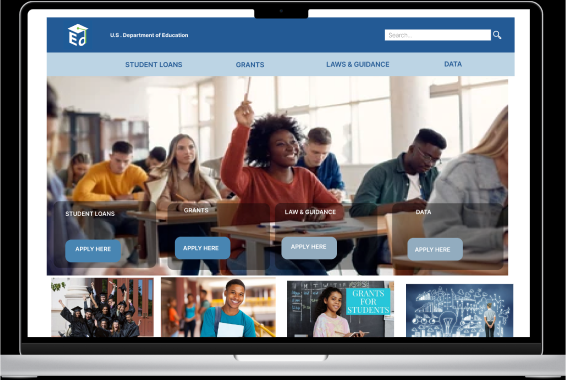 ED
U.S. Department of Education
Search...
STUDENT LOANS
GRANTS
LAWS & GUIDANCE
DATA
STUDENT LOANS
GRANTS
LAW & GUIDANCE
DATA
APPLY HERE
APPLY HERE
APPLY HERE
APPLY HERE
GRANTS
FOR
STUDENTS